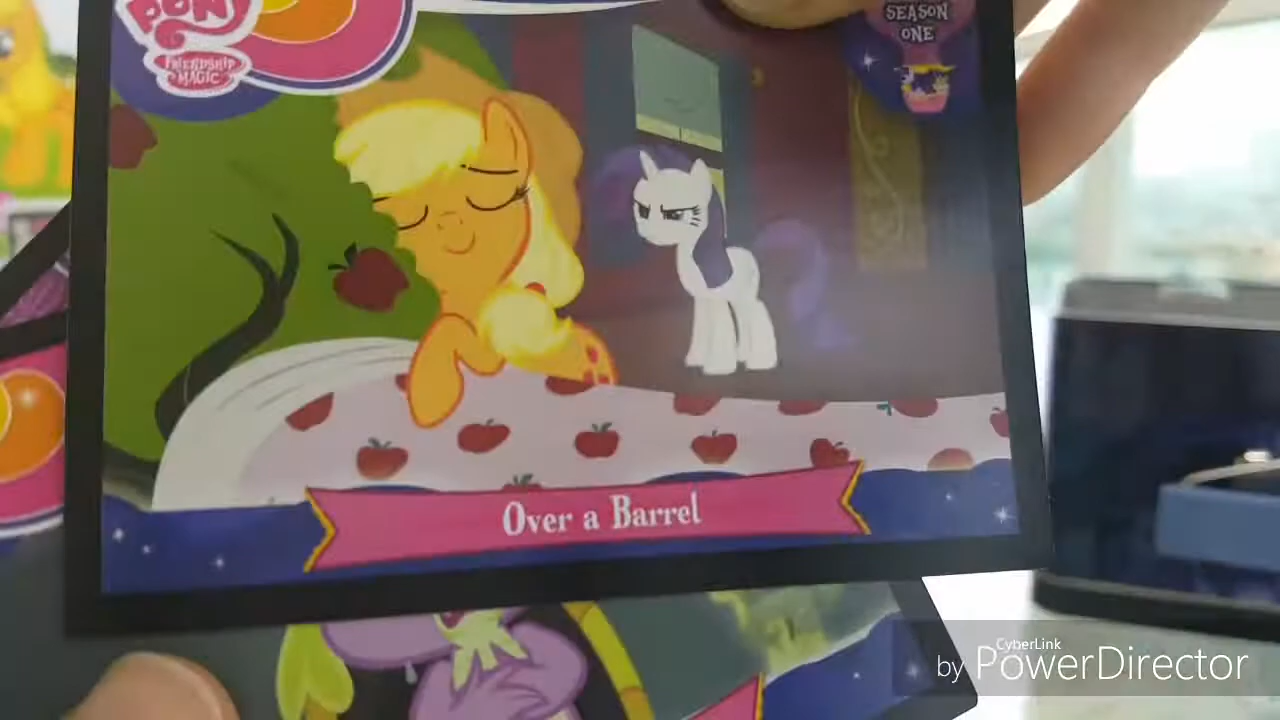 PONY
FRIENDSHIP
MAGIC
SEASON
ONE
Over a Barrel
CyberLink
by PowerDirector